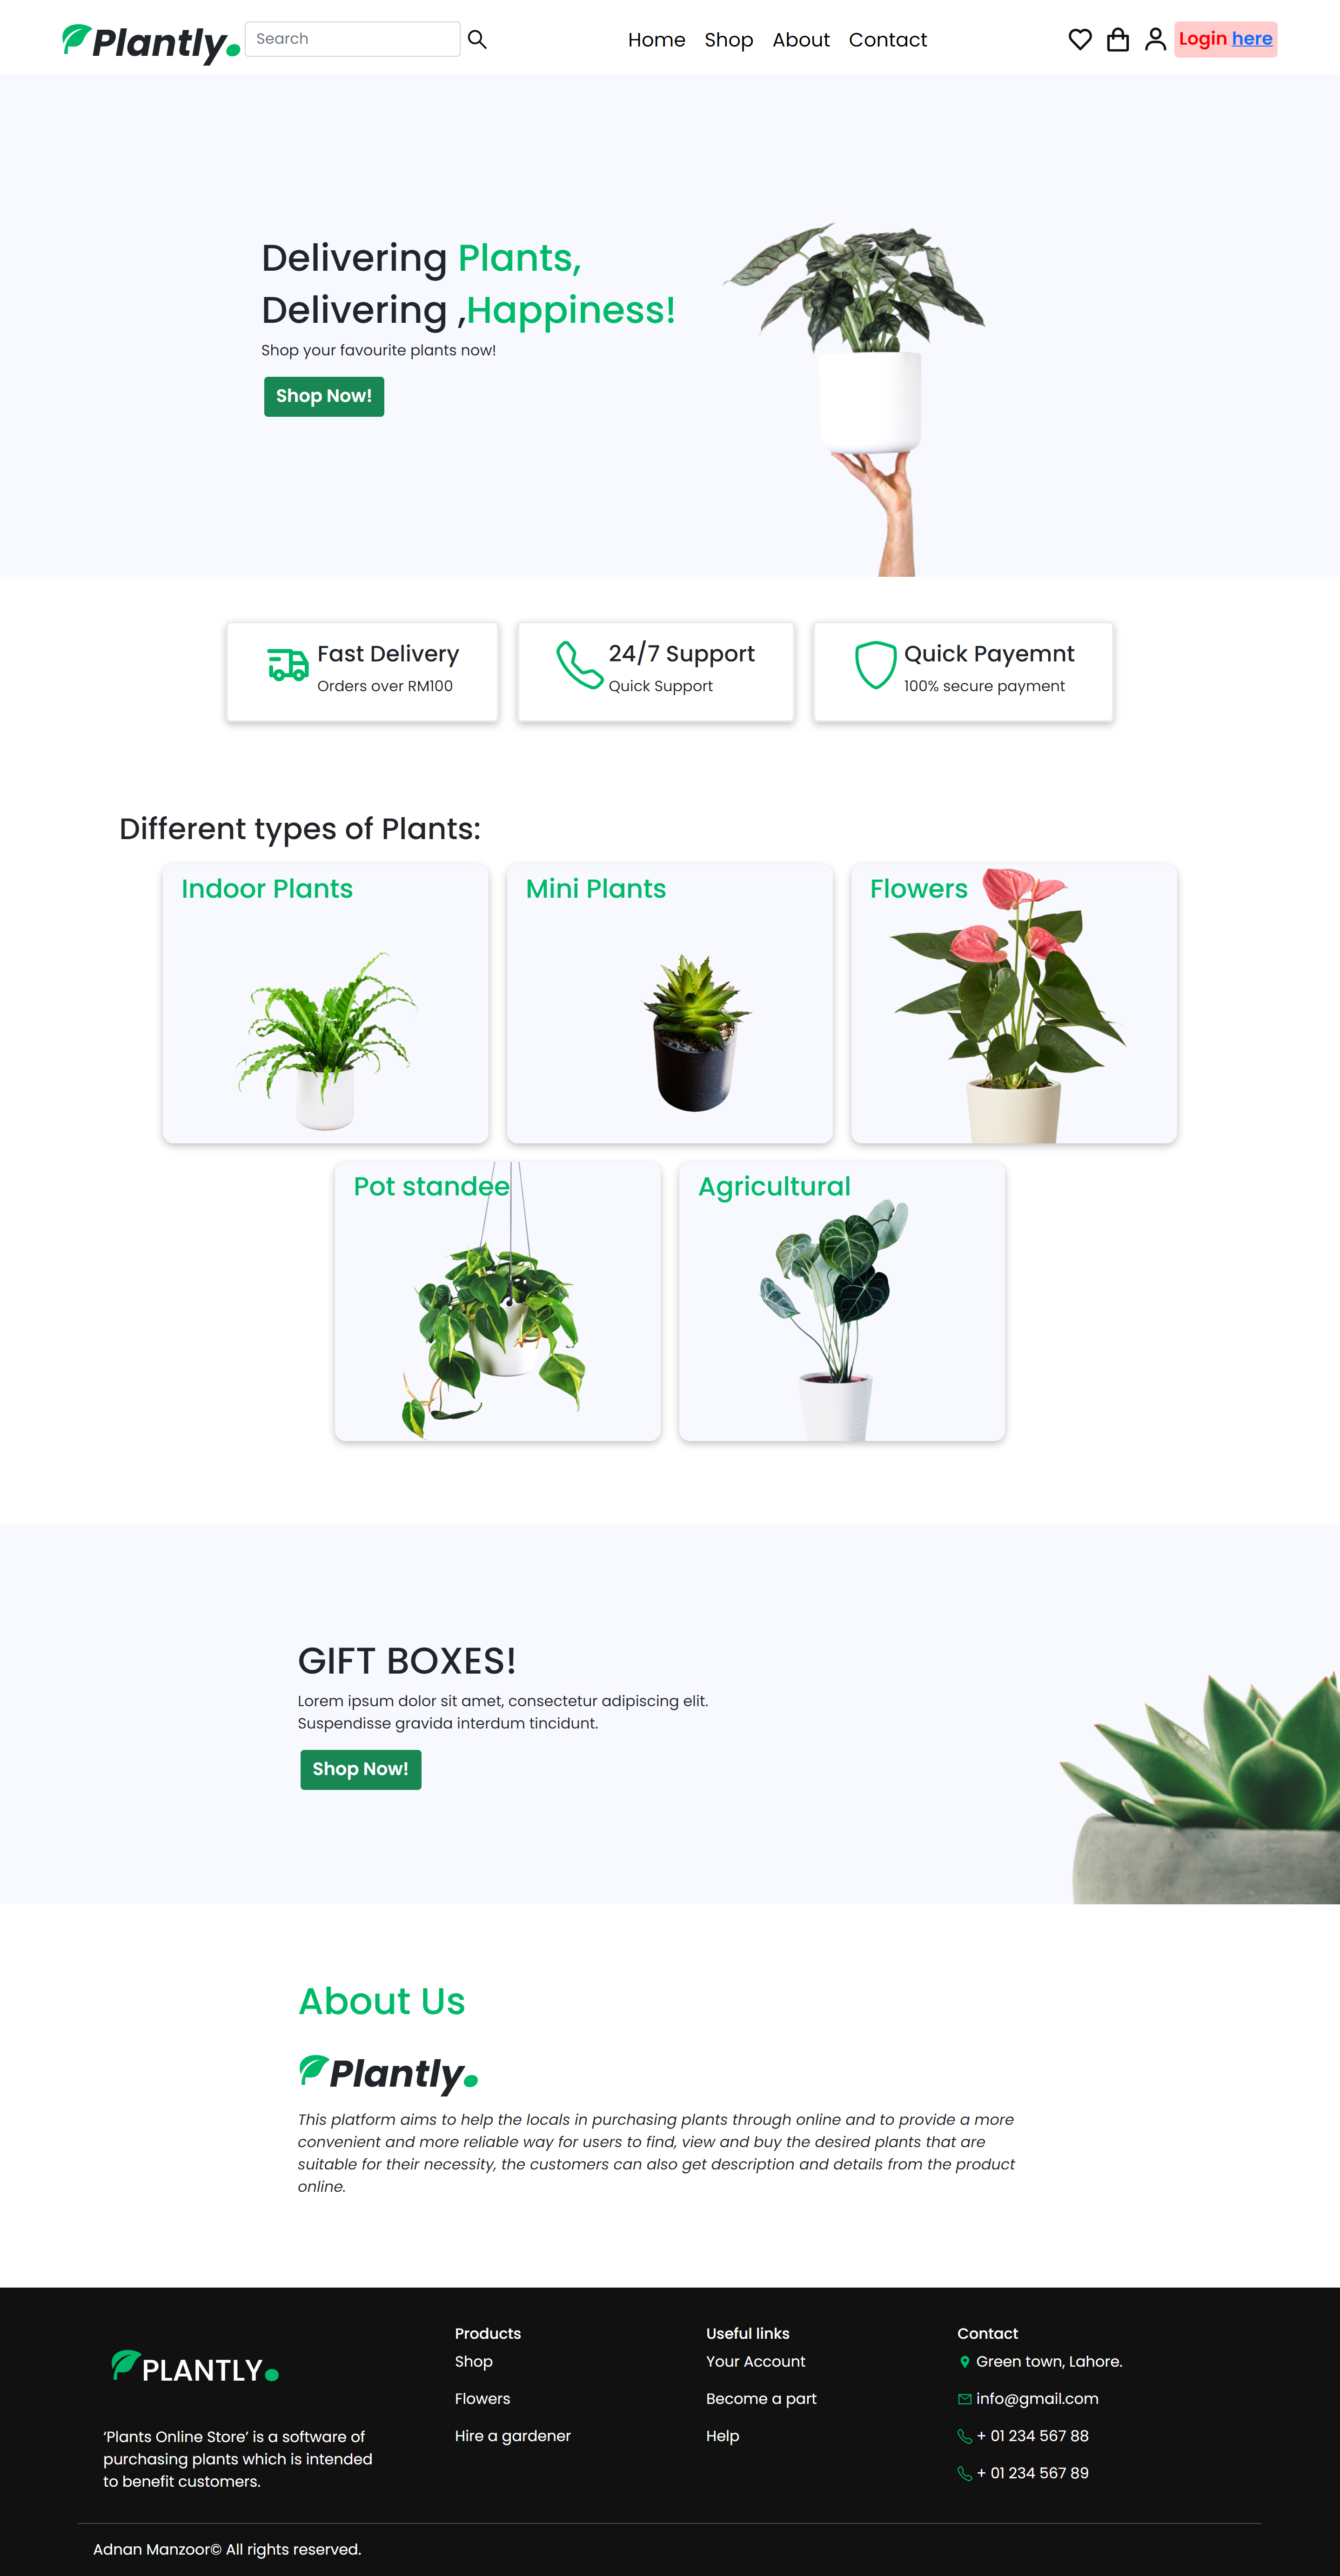 Plantly
Search
Home Shop About Contact
Login here
Delivering Plants,
Delivering ,Happiness!
Shop your favourite plants now!
Shop Now!
Fast Delivery
Orders over RM100
24/7 Support
Quick Support
Quick Payemnt
100% secure payment
Different types of Plants:
Indoor Plants
Mini Plants
Flowers
Pot standee
Agricultural
GIFT BOXES!
Lorem ipsum dolor sit amet, consectetur adipiscing elit.
Suspendisse gravida interdum tincidunt.
Shop Now!
About Us
Plantly
This platform aims to help the locals in purchasing plants through online and to provide a more
convenient and more reliable way for users to find, view and buy the desired plants that are
suitable for their necessity, the customers can also get description and details from the product
online.
PLANTLY
‘Plants Online Store’ is a software of
purchasing plants which is intended
to benefit customers.
Products
Shop
Flowers
Hire a gardener
Useful links
Your Account
Become a part
Help
Contact
Green town, Lahore.
info@gmail.com
+ 01 234 567 88
+ 01 234 567 89
Adnan Manzoor© All rights reserved.